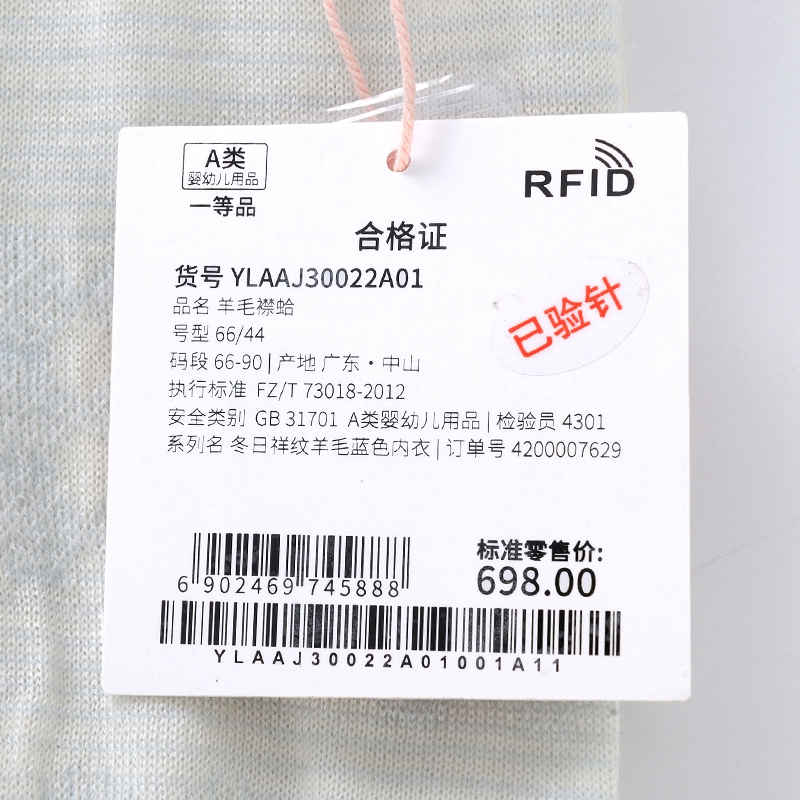 A类
婴幼儿用品
一等品
RFID
合格证
货号 YLAAJ30022A01
品名 羊毛襟蛤
号型 66/44
码段 66-90 | 产地 广东·中山
执行标准 FZ/T 73018-2012
安全类别 GB 31701 A类婴幼儿用品 | 检验员 4301
系列名 冬日祥纹羊毛蓝色内衣 | 订单号 4200007629
已验针
6 902469 745888
标准零售价:
698.00
YLAAJ30022A01001A11